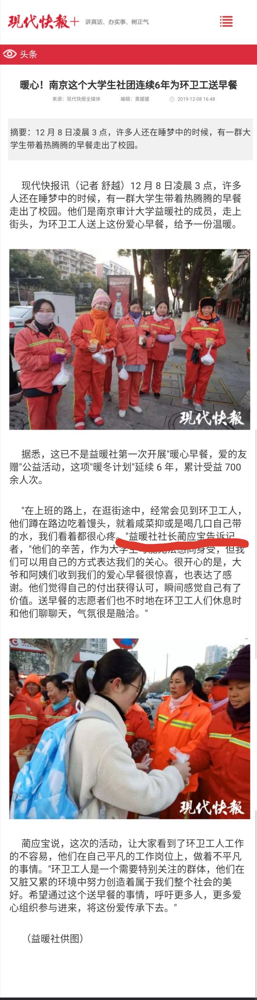 现代快报+ 讲真话、办实事、树正气
头条
暖心！南京这个大学生社团连续6年为环卫工送早餐
来源：现代快报全媒体 编辑：黄媛媛 2019-12-08 16:48
摘要：12 月 8 日凌晨 3 点，许多人还在睡梦中的时候，有一群大
学生带着热腾腾的早餐走出了校园。
现代快报讯（记者 舒越）12 月 8 日凌晨 3 点，许多
人还在睡梦中的时候，有一群大学生带着热腾腾的早餐
走出了校园。他们是南京审计大学益暖社的成员，走上
街头，为环卫工人送上这份爱心早餐，给予一份温暖。
现代快報
据悉，这已不是益暖社第一次开展"暖心早餐，爱的友
赠"公益活动，这项"暖冬计划"延续 6 年，累计受益 700
余人次。
"在上班的路上，在逛街途中，经常会见到环卫工人，
他们蹲在路边吃着馒头，就着咸菜抑或是喝几口自己带
的水，我们看着都很心疼。"益暖社社长蔺应宝告诉记
者，"他们的辛苦，作为大学生可能无法感同身受，但我
们可以用自己的方式表达我们的关心。很开心的是，大
爷和阿姨们收到我们的爱心早餐很惊喜，也表达了感
谢。他们觉得自己的付出获得认可，瞬间感觉自己有了
价值。送早餐的志愿者们也不时地在环卫工人们休息时
和他们聊聊天，气氛很是融洽。"
现代快報
蔺应宝说，这次的活动，让大家看到了环卫工人工作
的不容易，他们在自己平凡的工作岗位上，做着不平凡
的事情。"环卫工人是一个需要特别关注的群体，他们在
又脏又累的环境中努力创造着属于我们整个社会的美
好。希望通过这个送早餐的事情，呼吁更多人，更多爱
心组织参与进来，将这份爱传承下去。"
（益暖社供图）